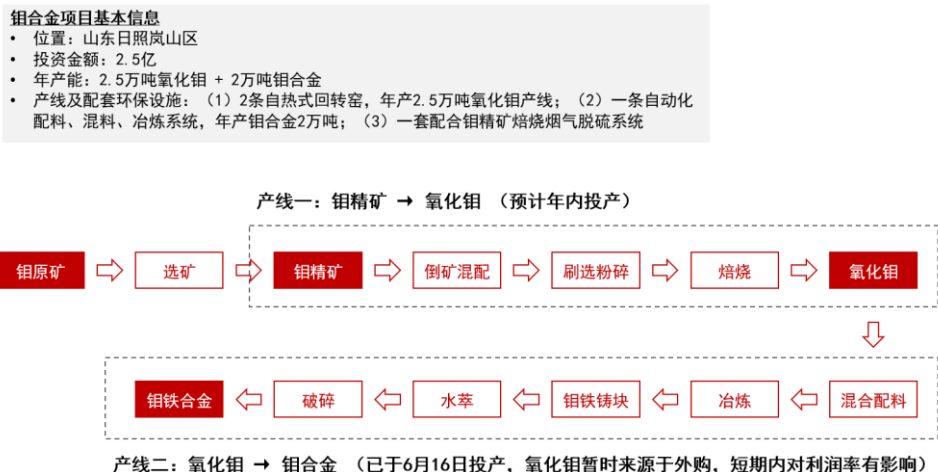 钼合金项目基本信息
• 位置：山东日照岚山区
• 投资金额：2.5亿
• 年产能：2.5万吨氧化钼 + 2万吨钼合金
• 产线及配套环保设施：（1）2条自热式回转窑，年产2.5万吨氧化钼产线；（2）一条自动化
配料、混料、冶炼系统，年产钼合金2万吨；（3）一套配合钼精矿焙烧烟气脱硫系统
产线一：钼精矿 → 氧化钼 （预计年内投产）
钼原矿 选矿 钼精矿 倒矿混配 刷选粉碎 焙烧 氧化钼
钼铁合金 破碎 水萃 钼铁铸块 冶炼 混合配料
产线二：氧化钼 → 钼合金 （已于6月16日投产，氧化钼暂时来源于外购，短期内对利润率有影响）